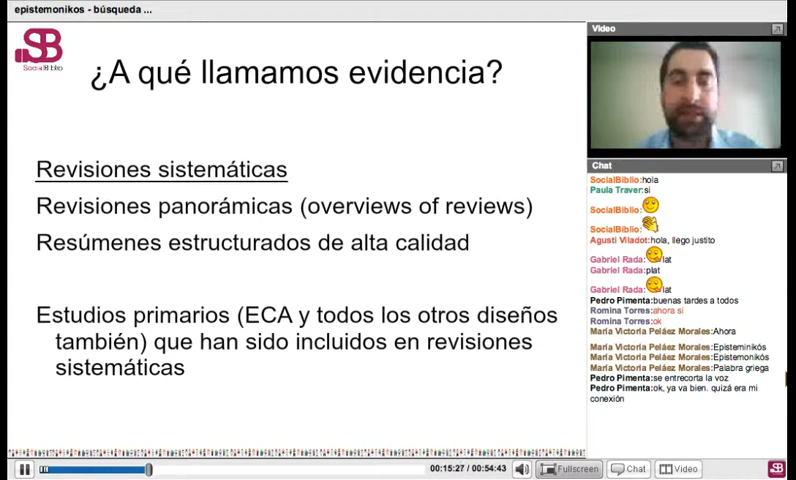 epistemonikos - búsqueda ...
SB
Social Biblio
¿A qué llamamos evidencia?
Revisiones sistemáticas
Revisiones panorámicas (overviews of reviews)
Resúmenes estructurados de alta calidad
Estudios primarios (ECA y todos los otros diseños
también) que han sido incluidos en revisiones
sistemáticas
Video
Chat
SocialBiblio:hola
Paula Traver:si
SocialBiblio:
SocialBiblio:
Agusti Viladot:hola, llego justito
Gabriel Rada: lat
Gabriel Rada:plat
Gabriel Rada: lat
Pedro Pimenta:buenas tardes a todos
Romina Torres:ahora si
Romina Torres:ok
María Victoria Peláez Morales:Ahora
María Victoria Peláez Morales:Episteminikós
María Victoria Peláez Morales:Epistemonikós
María Victoria Peláez Morales:Palabra griega
Pedro Pimenta:se entrecorta la voz
Pedro Pimenta:ok, ya va bien. quizá era mi
conexión
00:15:27 / 00:54:43
Fullscreen
Chat
Video
SB